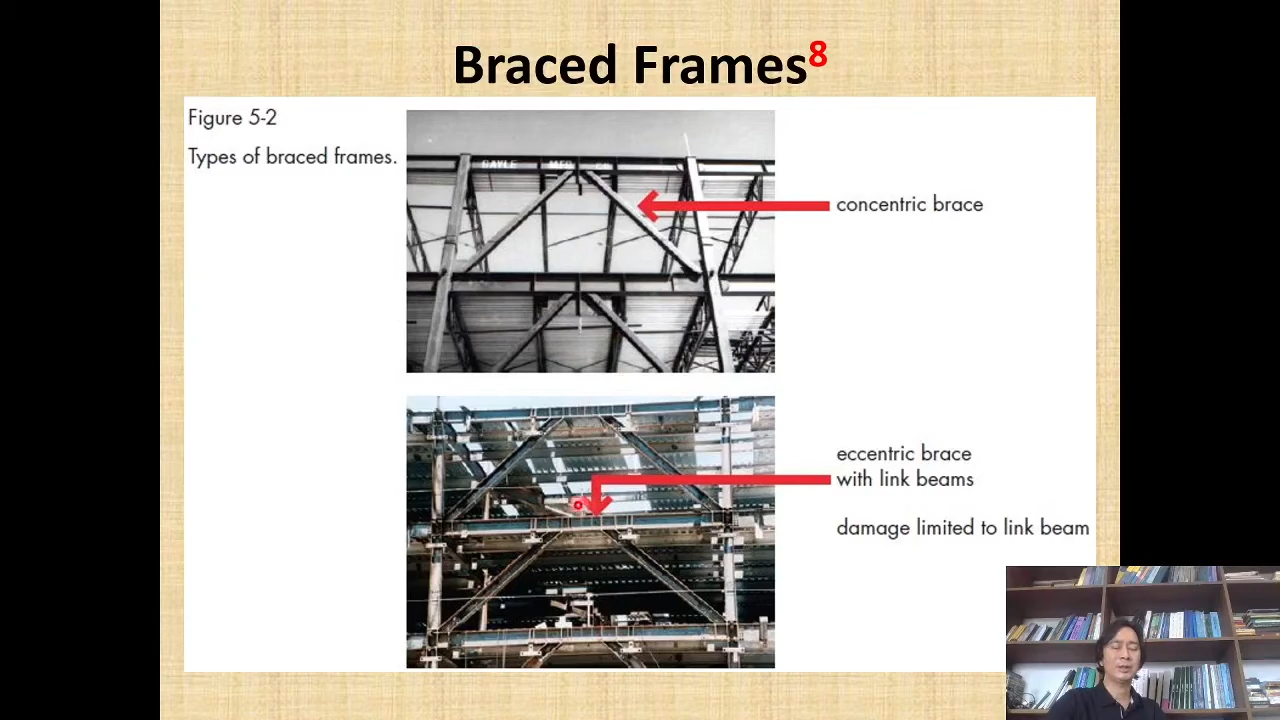 Braced Frames8
Figure 5-2
Types of braced frames.
concentric brace
eccentric brace
with link beams
damage limited to link beam